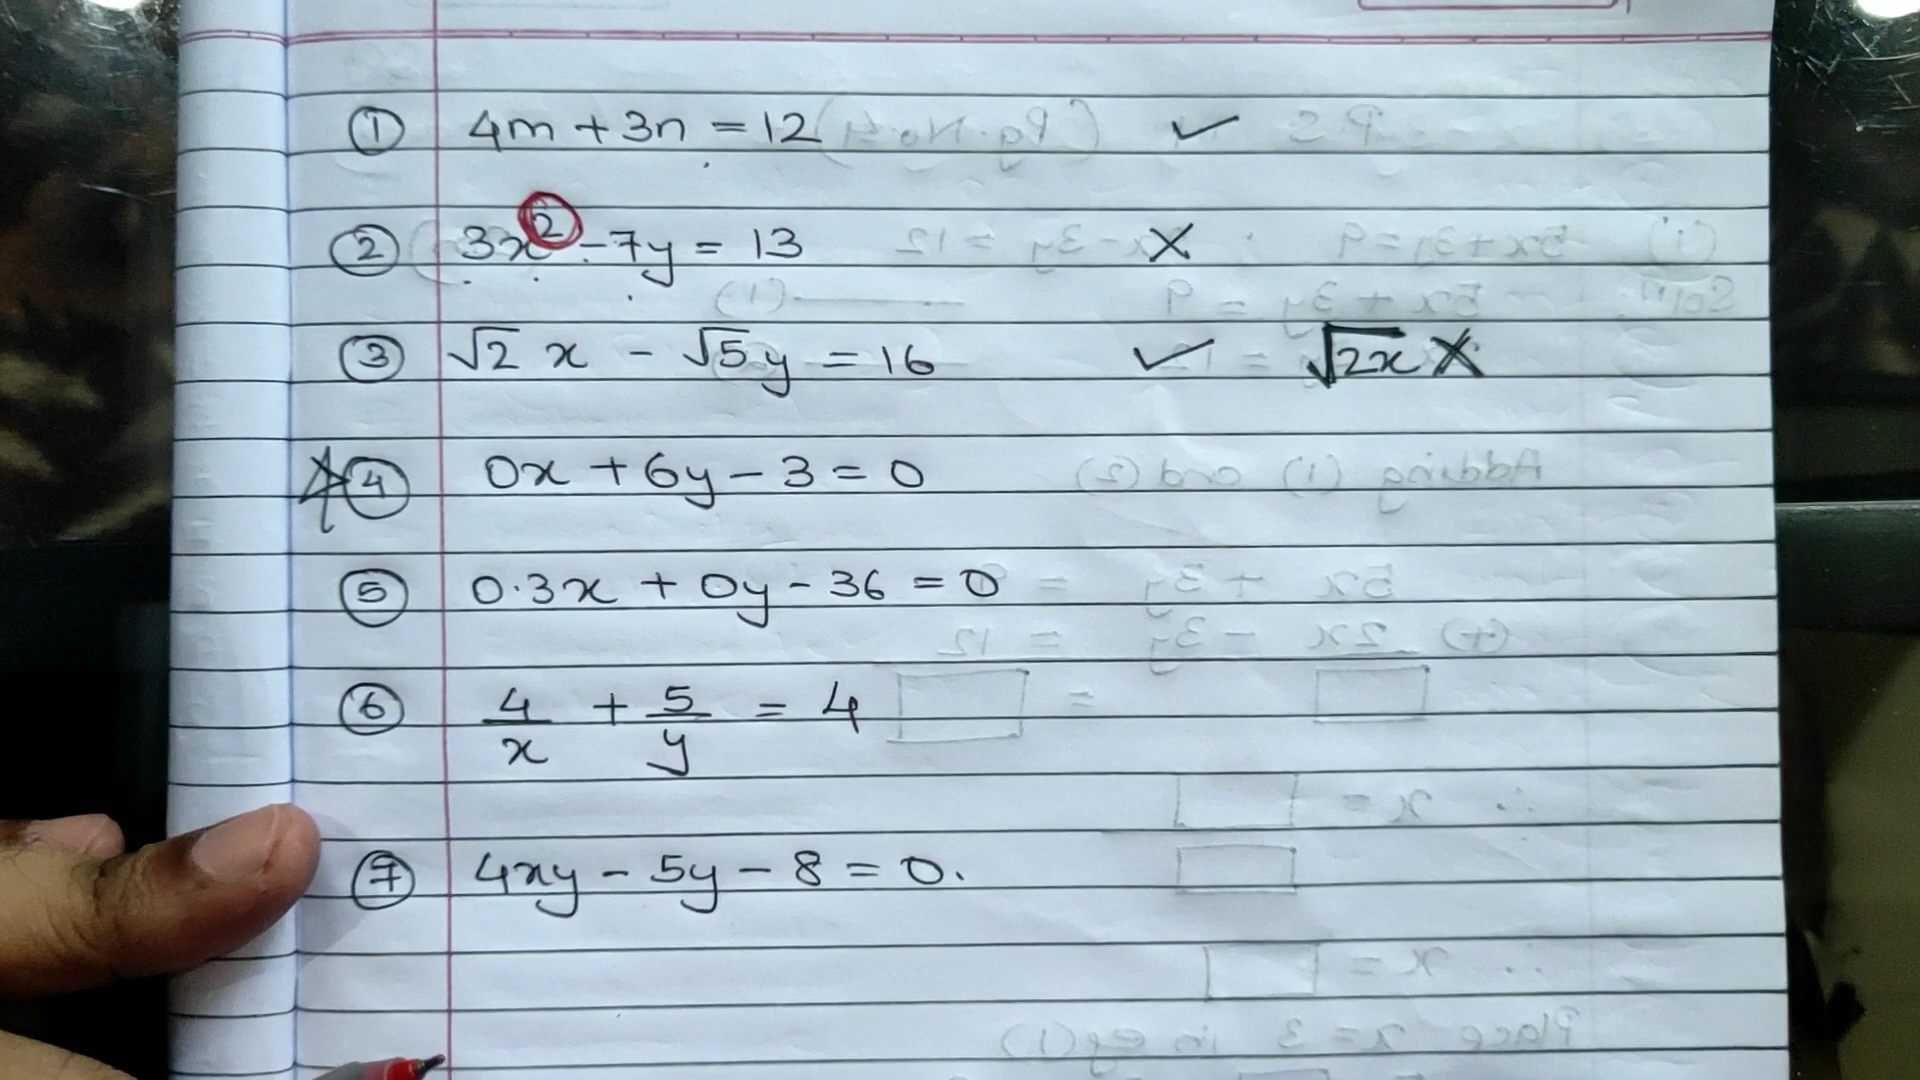 ① 4m + 3n = 12 ✓
② 3x² - 7y = 13 X
③ √2 x - √5 y = 16 ✓ √2x X
④ 0x + 6y - 3 = 0
⑤ 0.3x + 0y - 36 = 0
⑥ 4/x + 5/y = 4
⑦ 4xy - 5y - 8 = 0.